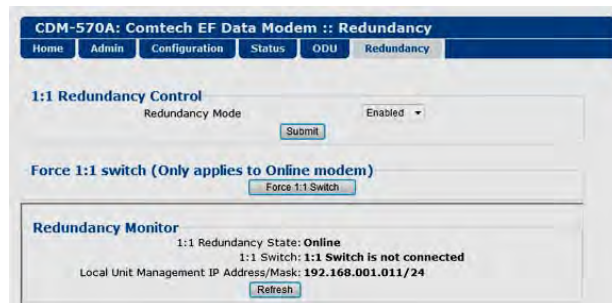 CDM-570A: Comtech EF Data Modem :: Redundancy
Home Admin Configuration Status ODU Redundancy
1:1 Redundancy Control
Redundancy Mode Enabled
Submit
Force 1:1 switch (Only applies to Online modem)
Force 1:1 Switch
Redundancy Monitor
1:1 Redundancy State: Online
1:1 Switch: 1:1 Switch is not connected
Local Unit Management IP Address/Mask: 192.168.001.011/24
Refresh